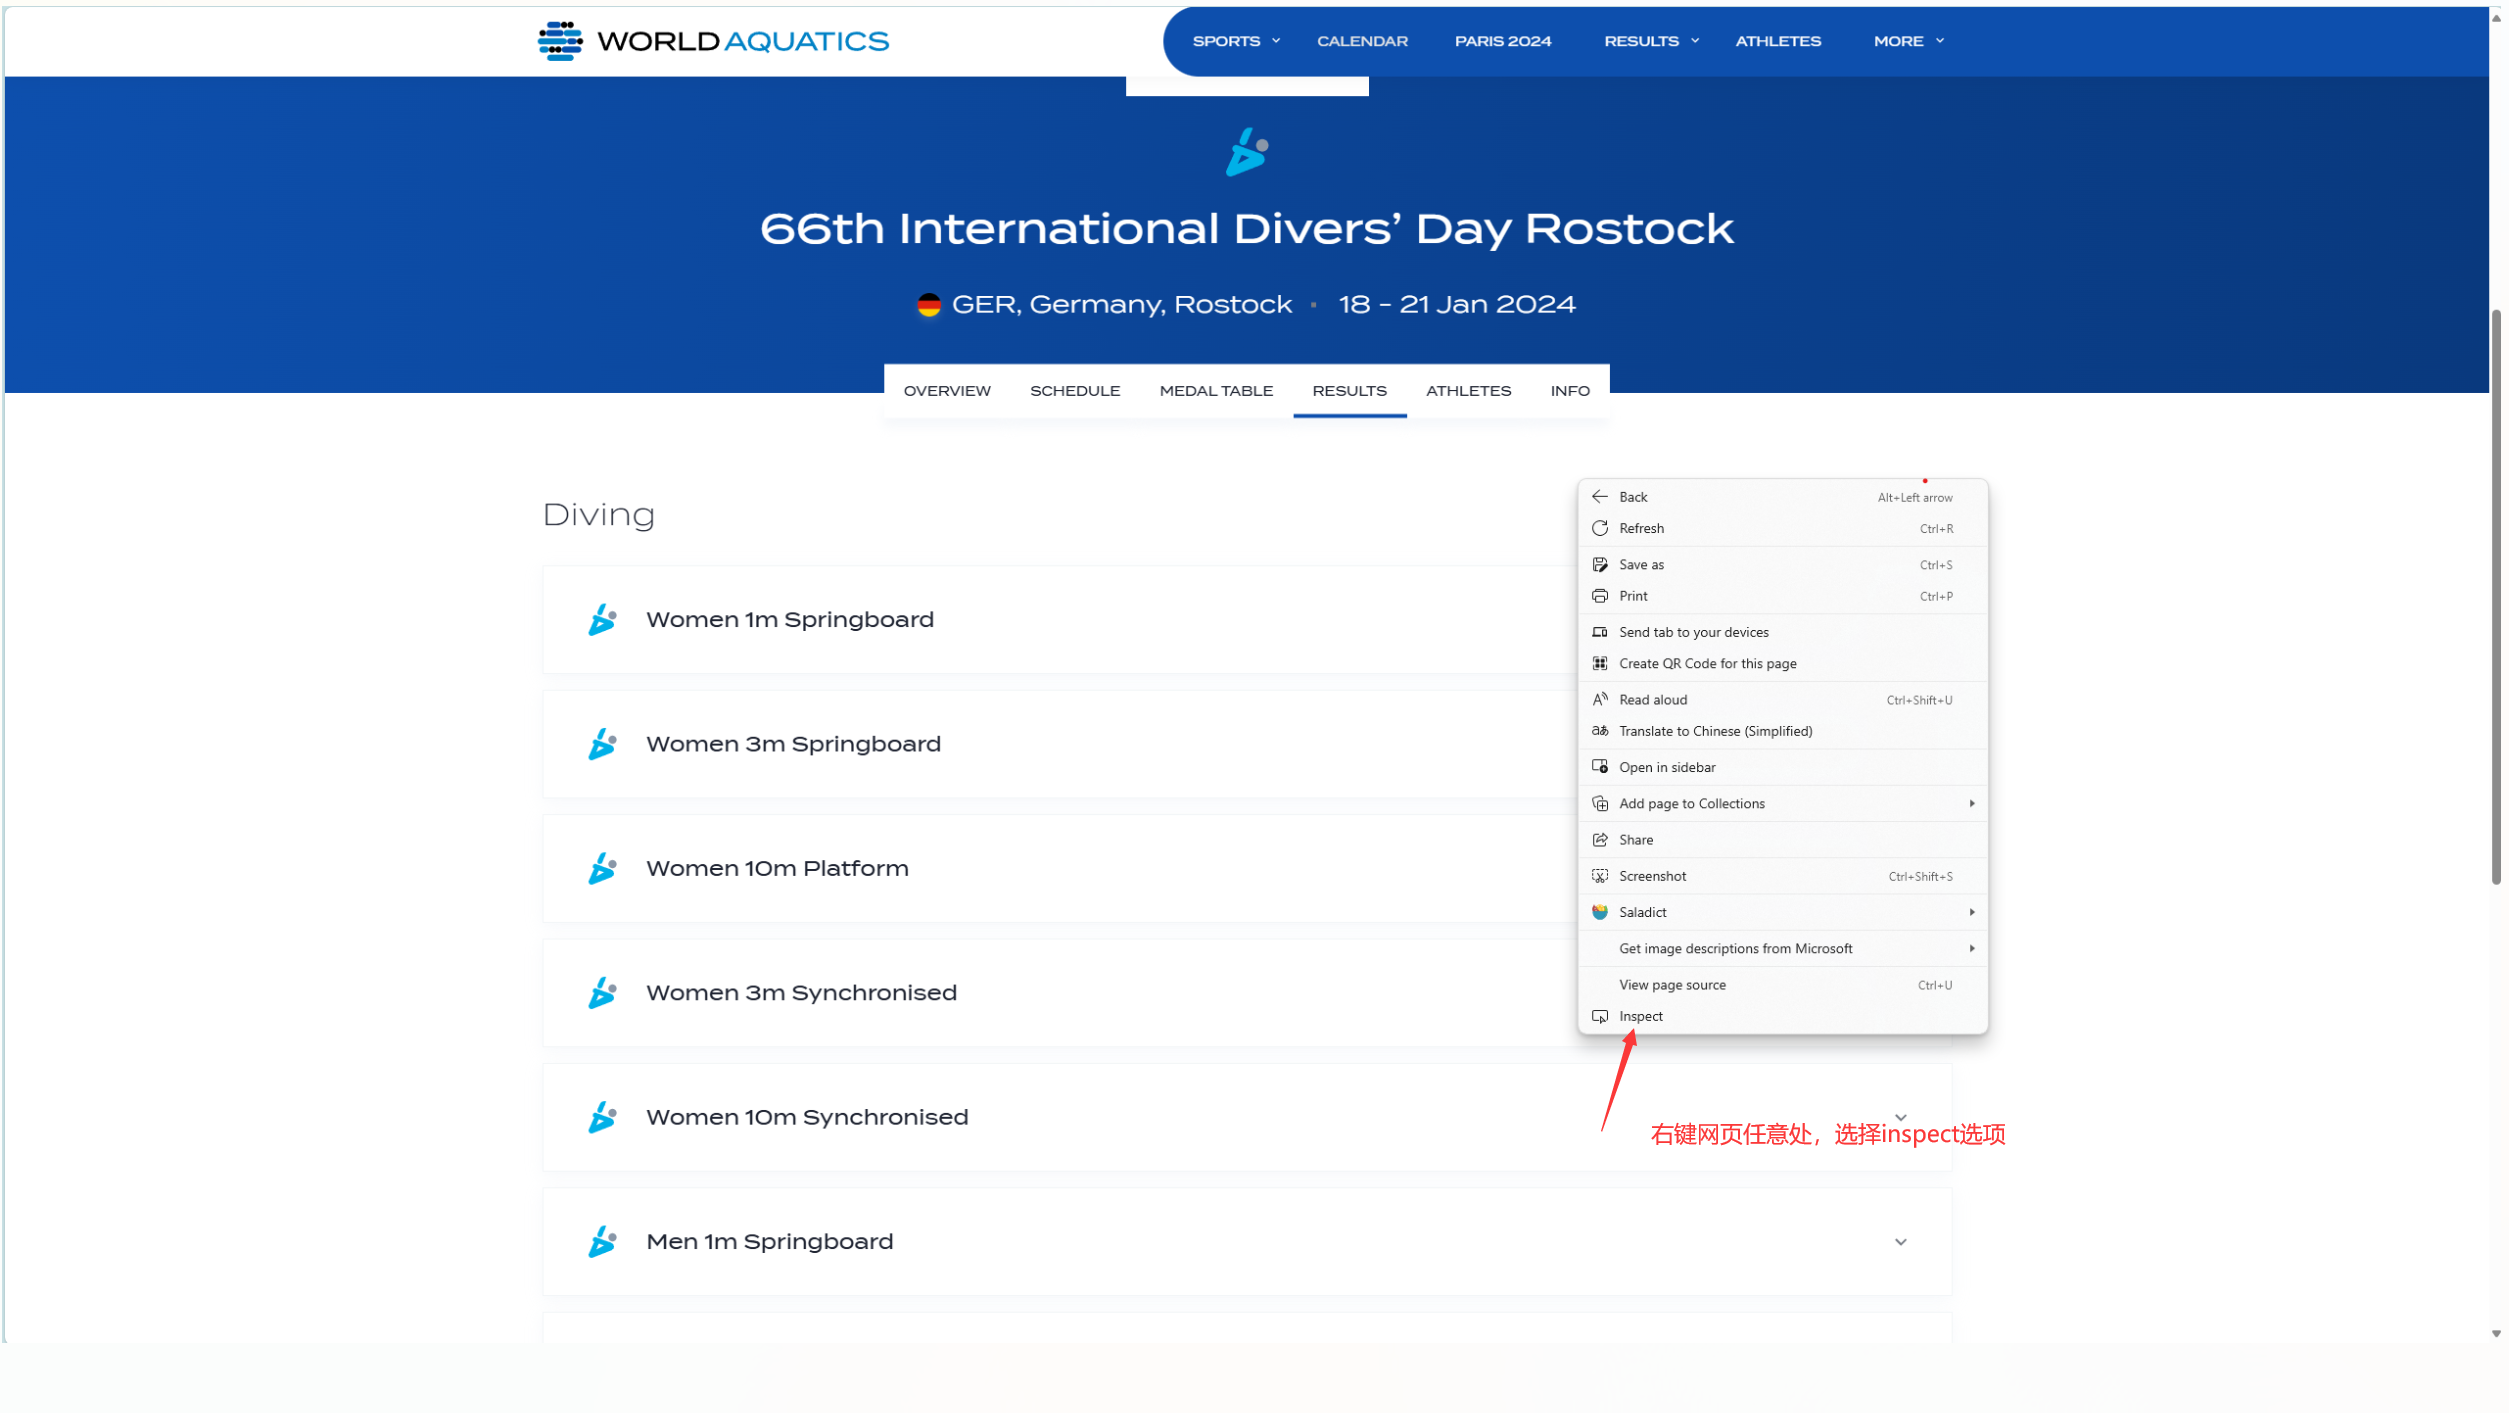 WORLD AQUATICS
SPORTS CALENDAR PARIS 2024 RESULTS ATHLETES MORE
66th International Divers’ Day Rostock
GER, Germany, Rostock ▪ 18 - 21 Jan 2024
OVERVIEW SCHEDULE MEDAL TABLE RESULTS ATHLETES INFO
Diving
Women 1m Springboard
Women 3m Springboard
Women 10m Platform
Women 3m Synchronised
Women 10m Synchronised
Men 1m Springboard
Back Alt+Left arrow
Refresh Ctrl+R
Save as Ctrl+S
Print Ctrl+P
Send tab to your devices
Create QR Code for this page
Read aloud Ctrl+Shift+U
Translate to Chinese (Simplified)
Open in sidebar
Add page to Collections
Share
Screenshot Ctrl+Shift+S
Saladict
Get image descriptions from Microsoft
View page source Ctrl+U
Inspect
右键网页任意处，选择inspect选项